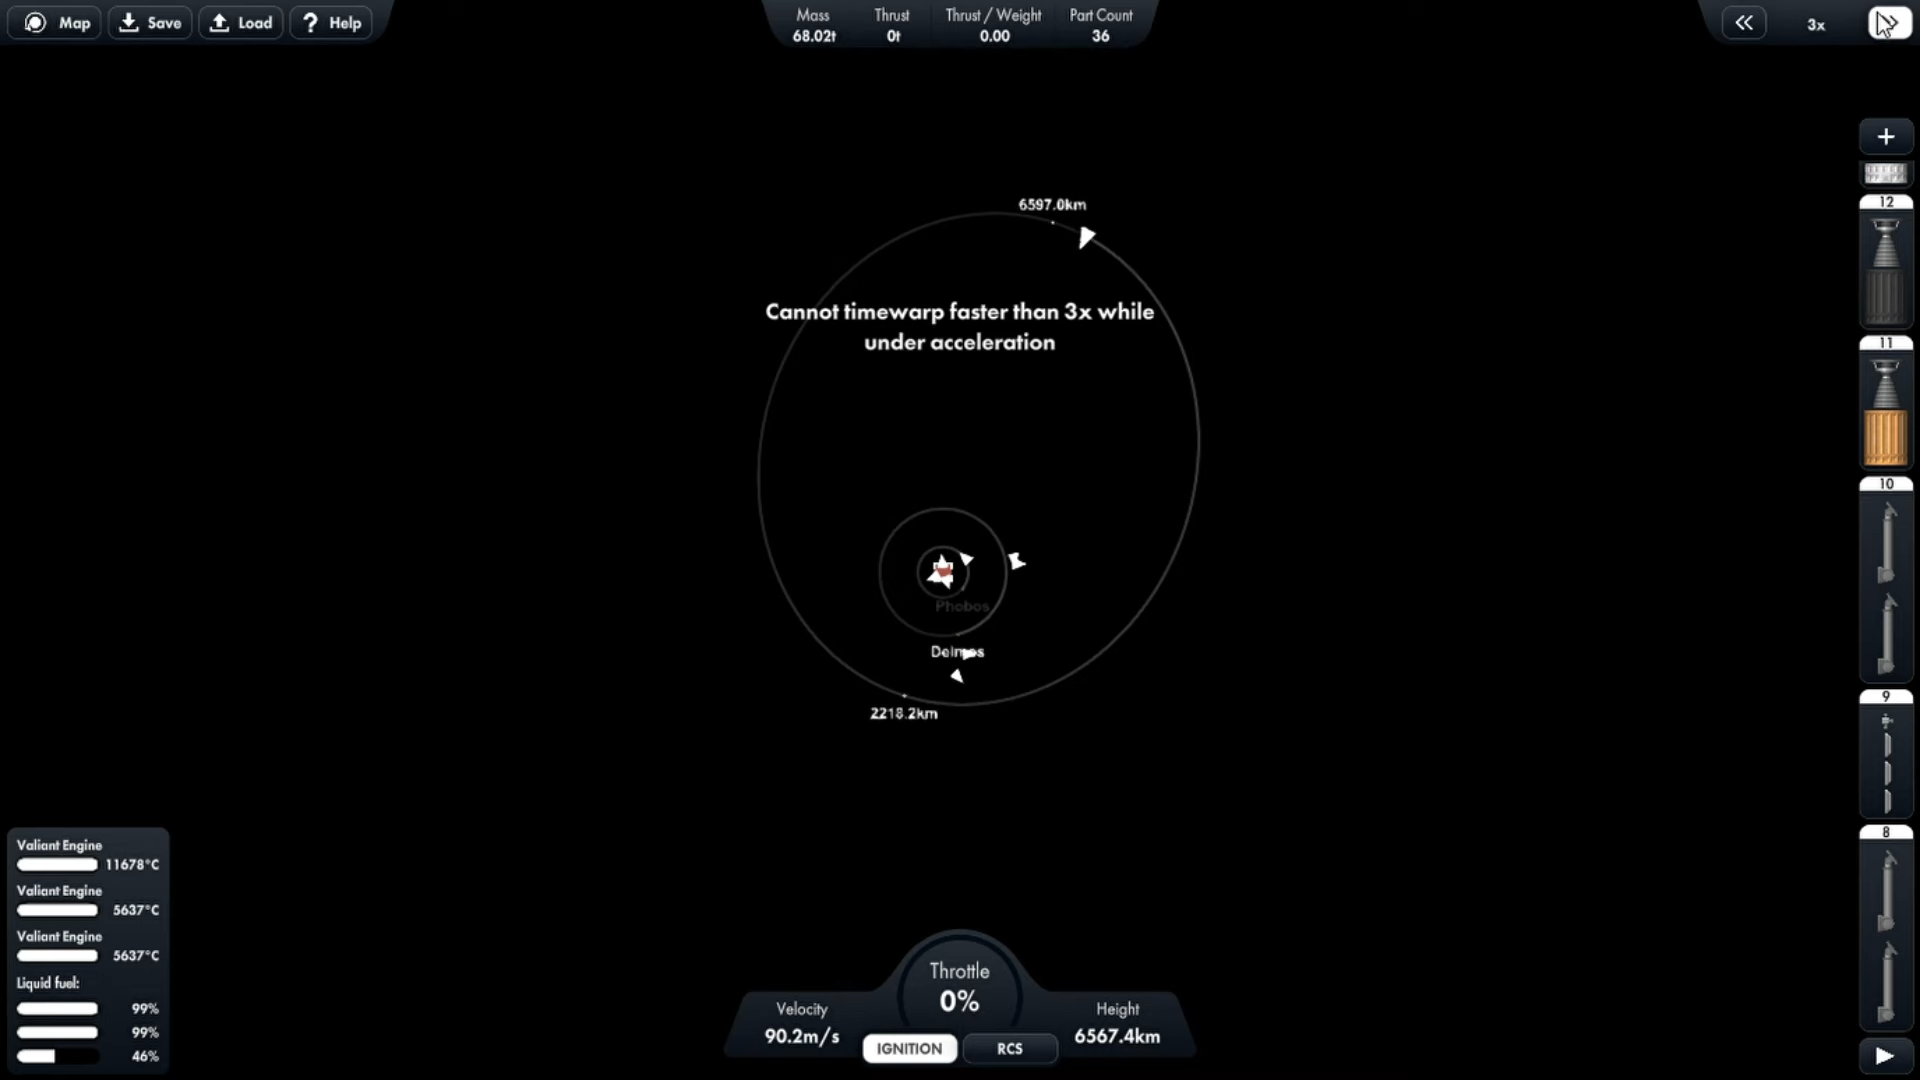 Map
Save
Load
Help
Mass
68.02t
Thrust
0t
Thrust / Weight
0.00
Part Count
36
3x
6597.0km
Cannot timewarp faster than 3x while
under acceleration
Phobos
Deimos
2218.2km
12
11
10
9
8
Valiant Engine
11678°C
Valiant Engine
5637°C
Valiant Engine
5637°C
Liquid fuel:
99%
99%
46%
Throttle
0%
Velocity
90.2m/s
IGNITION
RCS
Height
6567.4km